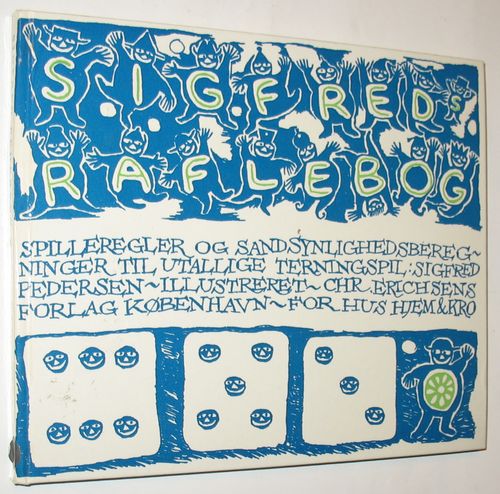 SIGFREDS
RAFLEBOG
SPILLEREGLER OG SANDSYNLIGHEDSBEREG~
NINGER TIL UTALLIGE TERNINGSPIL: SIGFRED
PEDERSEN~ILLUSTRERET~CHR. ERICHSENS
FORLAG KØBENHAVN~FOR HUS HJEM & KRO